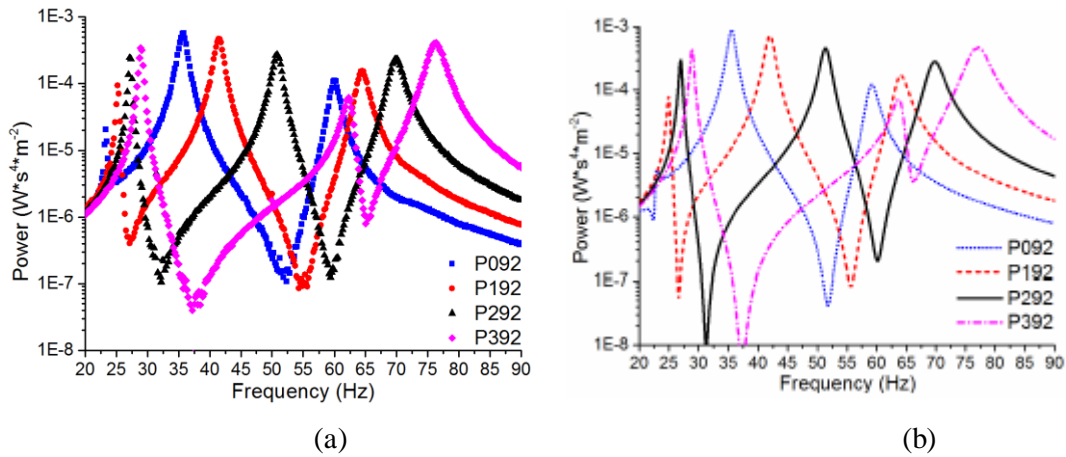 1E-3
1E-4
1E-5
1E-6
1E-7
1E-8
Power (W*s⁴*m⁻²)
20 25 30 35 40 45 50 55 60 65 70 75 80 85 90
Frequency (Hz)
P092
P192
P292
P392
(a)
1E-3
1E-4
1E-5
1E-6
1E-7
1E-8
Power (W*s⁴*m⁻²)
20 25 30 35 40 45 50 55 60 65 70 75 80 85 90
Frequency (Hz)
P092
P192
P292
P392
(b)